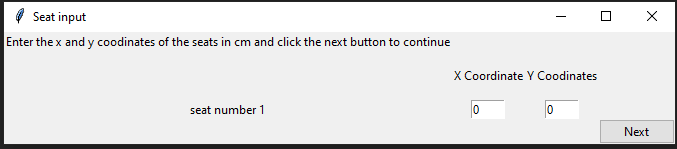 Seat input
Enter the x and y coodinates of the seats in cm and click the next button to continue
X Coordinate Y Coodinates
seat number 1 0 0
Next